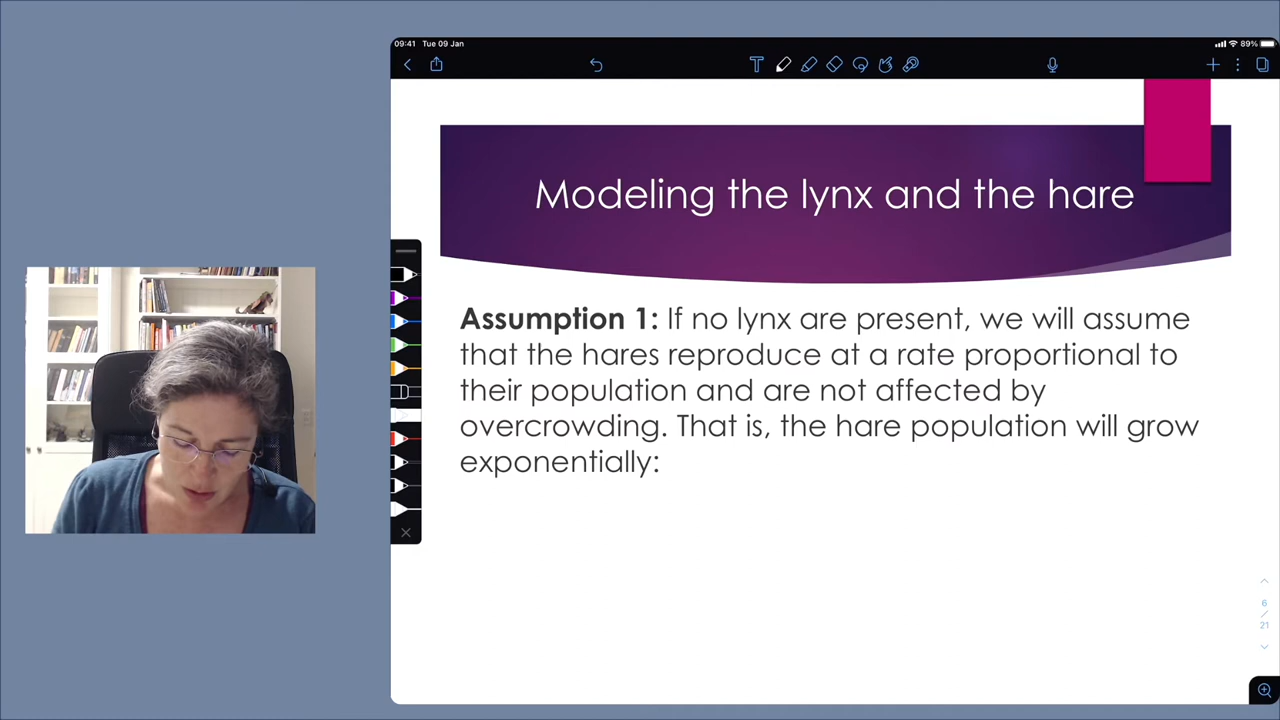 09:41 Tue 09 Jan
89%
Modeling the lynx and the hare
Assumption 1: If no lynx are present, we will assume
that the hares reproduce at a rate proportional to
their population and are not affected by
overcrowding. That is, the hare population will grow
exponentially:
6
/
21